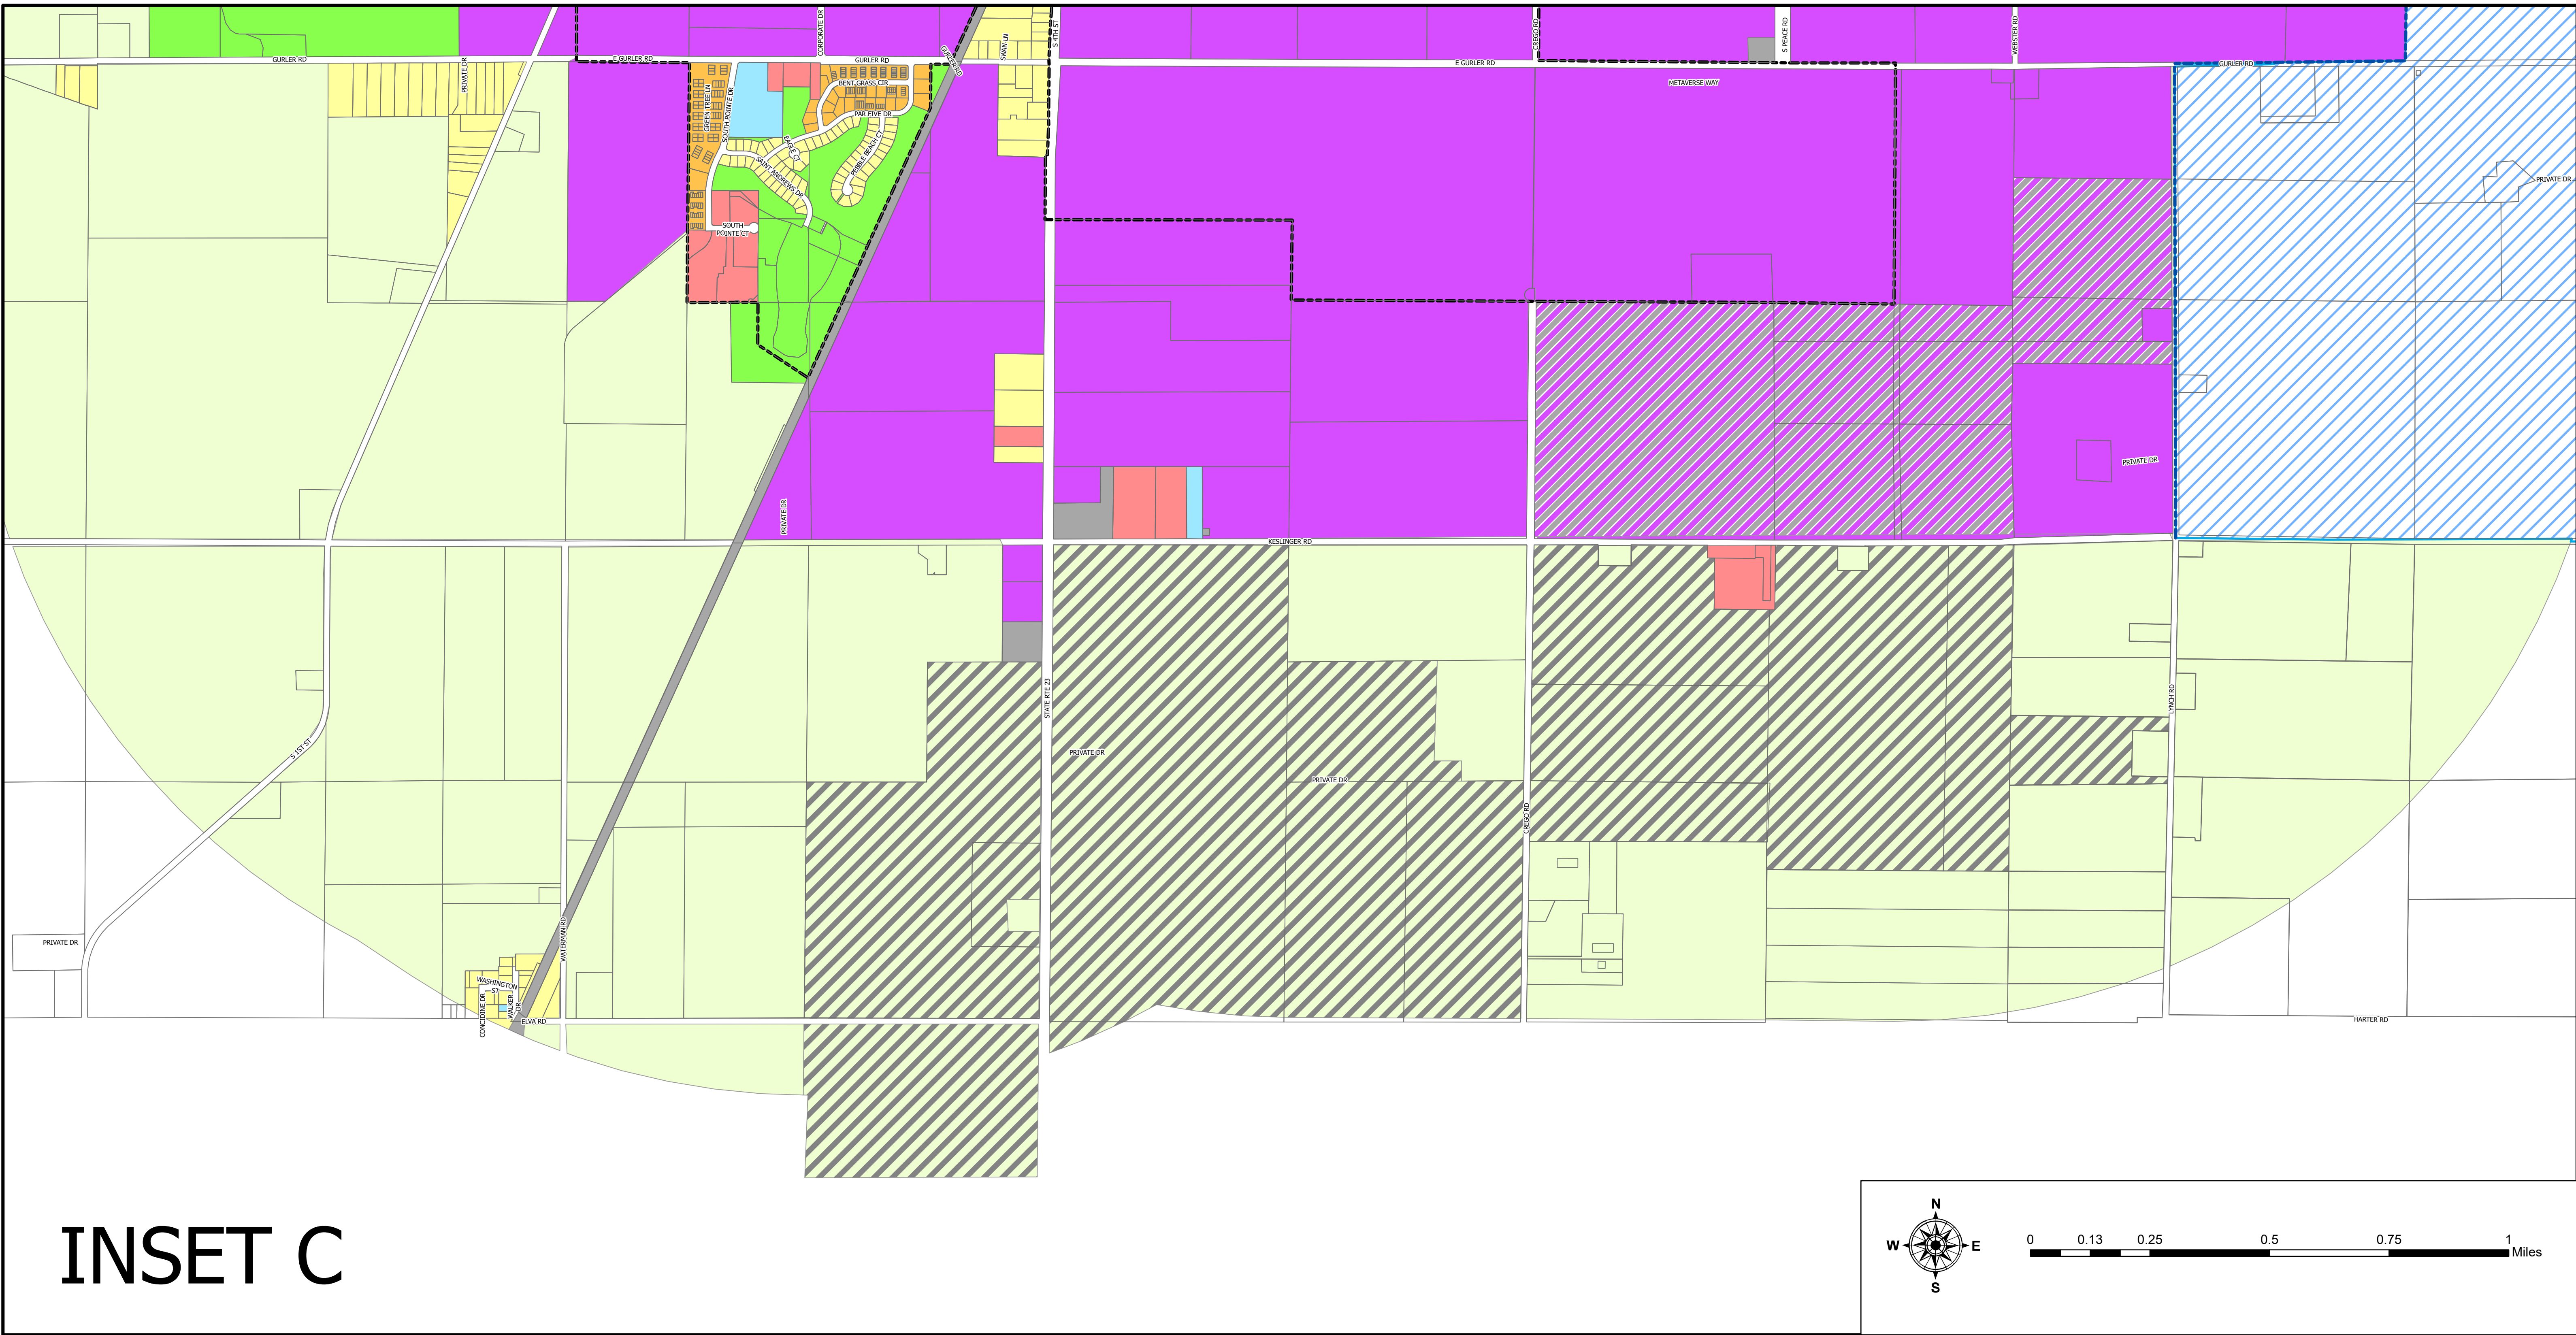 CORPORATE DR
S 4TH ST
SWAN LN
CREGO RD
S PEACE RD
WEBSTER RD
GURLER RD
PRIVATE DR
E GURLER RD
GURLER RD
GURLER RD
E GURLER RD
GURLER RD
METAVERSE WAY
BENT GRASS CIR
GREEN TREE LN
SOUTH POINTE DR
PAR FIVE DR
EAGLE CT
PEBBLE BEACH CT
SAINT ANDREWS DR
PRIVATE DR
SOUTH
POINTE CT
PRIVATE DR
PRIVATE DR
KESLINGER RD
STATE RTE 23
LYNCH RD
S 1ST ST
PRIVATE DR
PRIVATE DR
CREGO RD
WATERMAN RD
PRIVATE DR
WASHINGTON
ST
CONCIDINE DR
WALKER
DR
ELVA RD
HARTER RD
INSET C
N
W
E
S
0 0.13 0.25 0.5 0.75 1
Miles